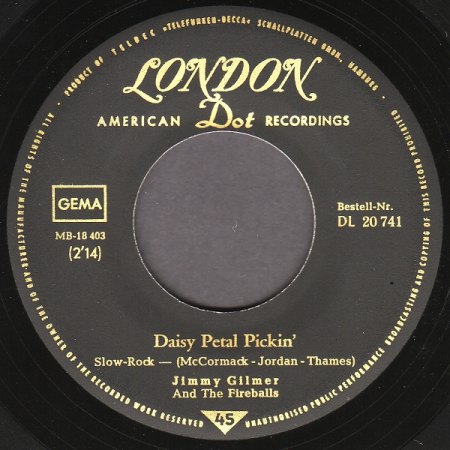 · PRODUCT OF TELDEC »TELEFUNKEN-DECCA« SCHALLPLATTEN GMBH, HAMBURG ·
LONDON
AMERICAN Dot RECORDINGS
GEMA
MB-18 403
(2'14)
Bestell-Nr.
DL 20 741
Daisy Petal Pickin'
Slow-Rock — (McCormack - Jordan - Thames)
Jimmy Gilmer
And The Fireballs
45
ALL RIGHTS OF THE MANUFACTURER AND OF THE OWNER OF THE RECORDED WORK RESERVED
UNAUTHORISED PUBLIC PERFORMANCE BROADCASTING AND COPYING OF THIS RECORD PROHIBITED